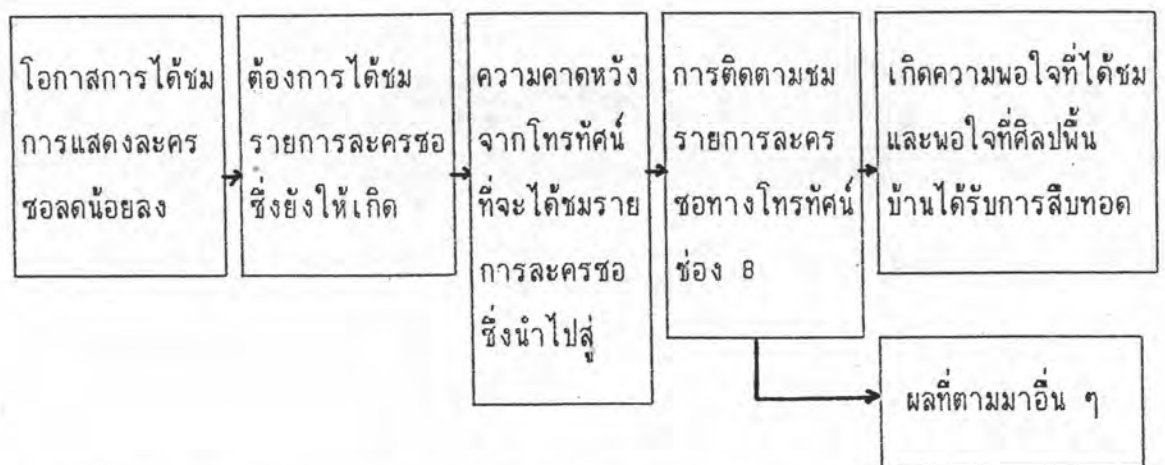 โอกาสการได้ชม
การแสดงละคร
ซอลดน้อยลง
ต้องการได้ชม
รายการละครซอ
ซึ่งยังให้เกิด
ความคาดหวัง
จากโทรทัศน์
ที่จะได้ชมราย
การละครซอ
ซึ่งนำไปสู่
การติดตามชม
รายการละคร
ซอทางโทรทัศน์
ช่อง 8
เกิดความพอใจที่ได้ชม
และพอใจที่ศิลปพื้น
บ้านได้รับการสืบทอด
ผลที่ตามมาอื่น ๆ